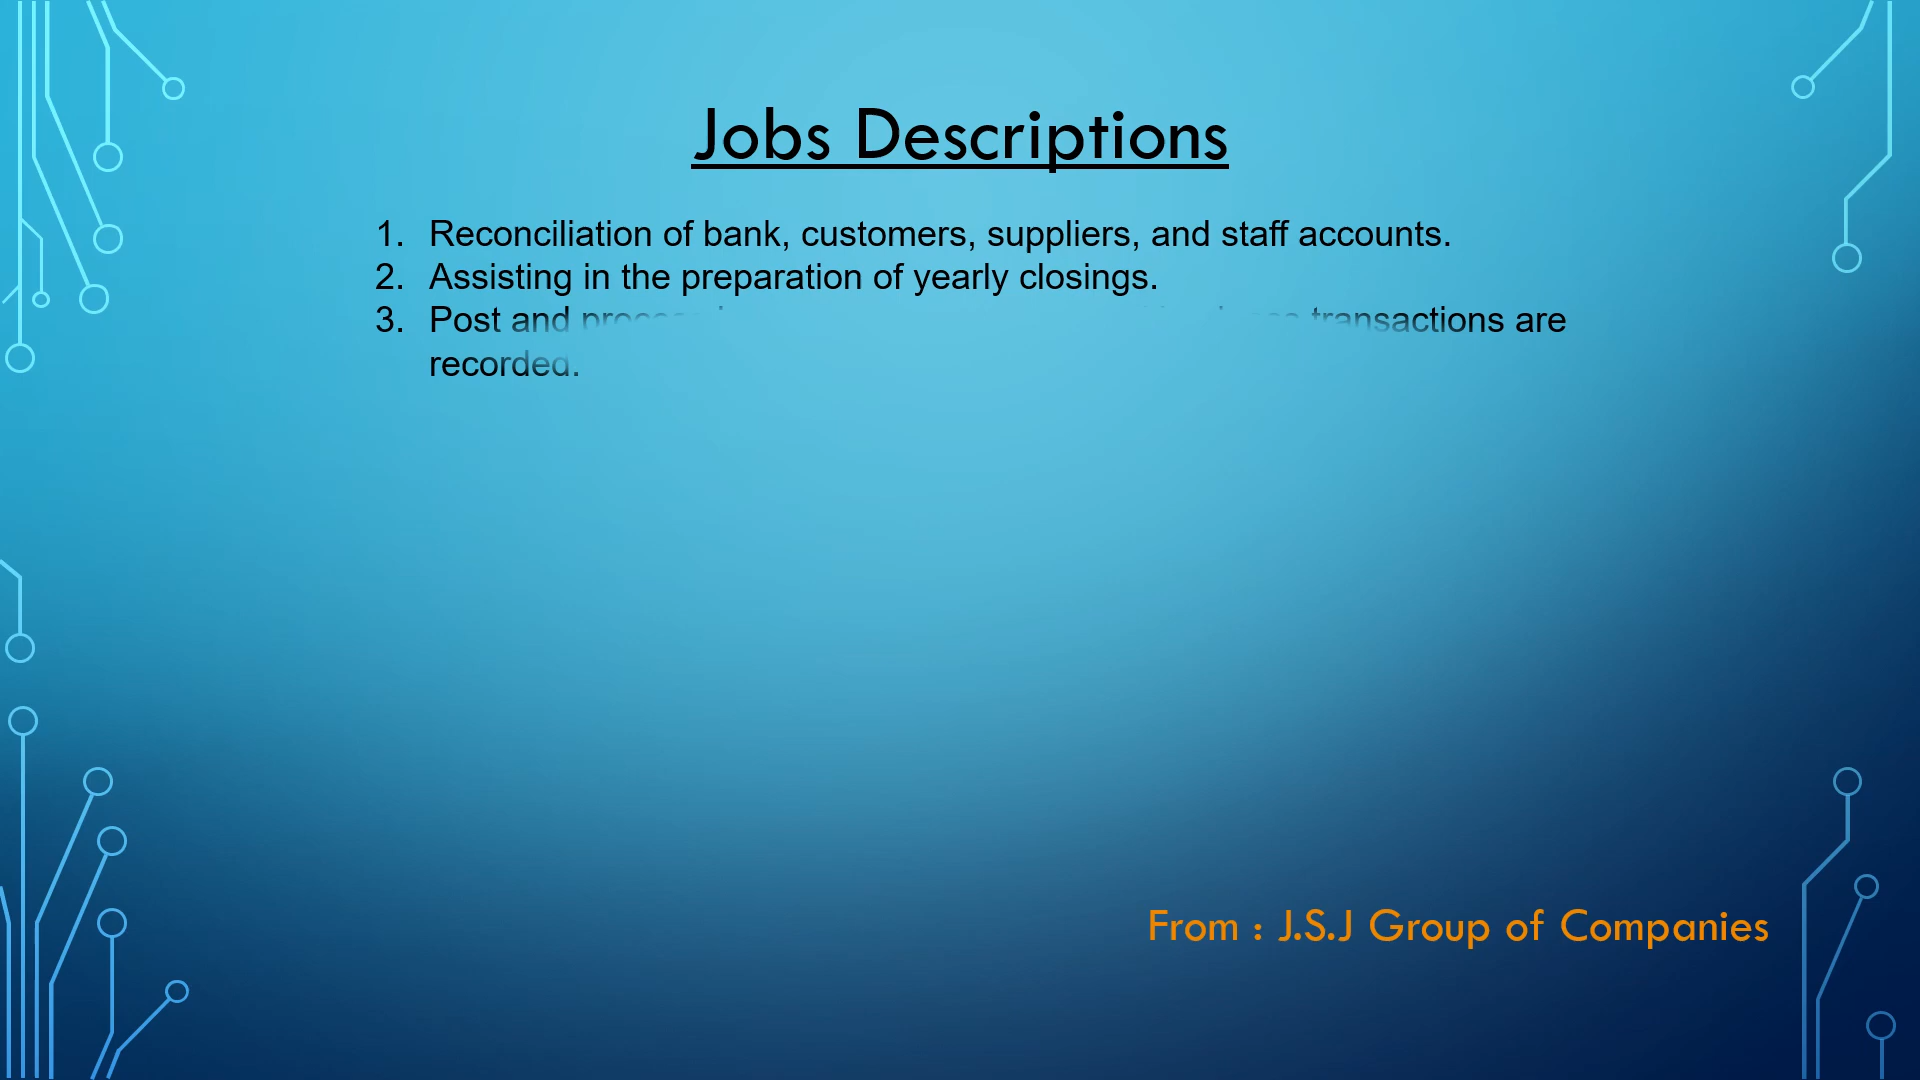 Jobs Descriptions
1. Reconciliation of bank, customers, suppliers, and staff accounts.
2. Assisting in the preparation of yearly closings.
3. Post and transactions are
recorded.
From : J.S.J Group of Companies